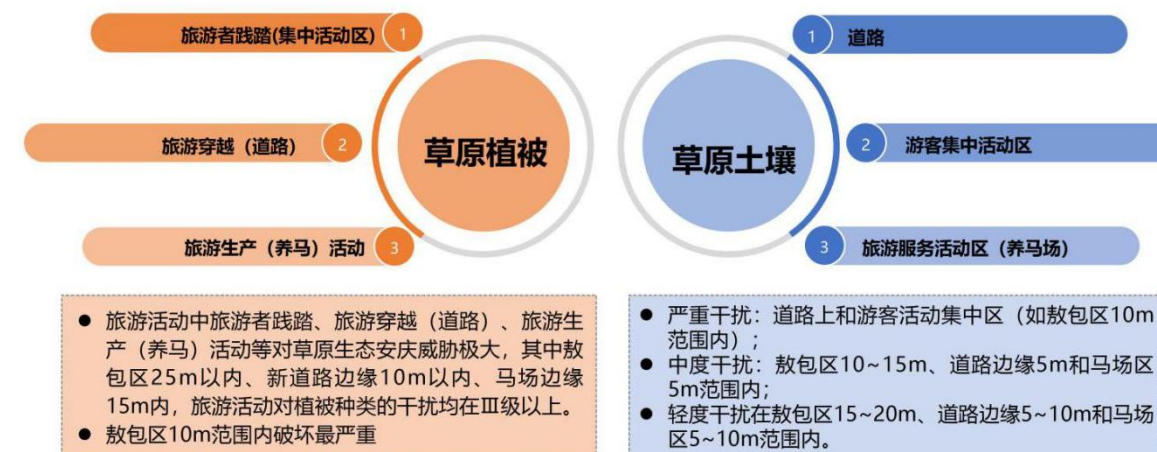 旅游者践踏(集中活动区) 1
旅游穿越（道路） 2
旅游生产（养马）活动 3
草原植被
草原土壤
1 道路
2 游客集中活动区
3 旅游服务活动区（养马场）
● 旅游活动中旅游者践踏、旅游穿越（道路）、旅游生
产（养马）活动等对草原生态安庆威胁极大，其中敖
包区25m以内、新道路边缘10m以内、马场边缘
15m内，旅游活动对植被种类的干扰均在Ⅲ级以上。
● 敖包区10m范围内破坏最严重
● 严重干扰：道路上和游客活动集中区（如敖包区10m
范围内）；
● 中度干扰：敖包区10~15m、道路边缘5m和马场区
5m范围内；
● 轻度干扰在敖包区15~20m、道路边缘5~10m和马场
区5~10m范围内。